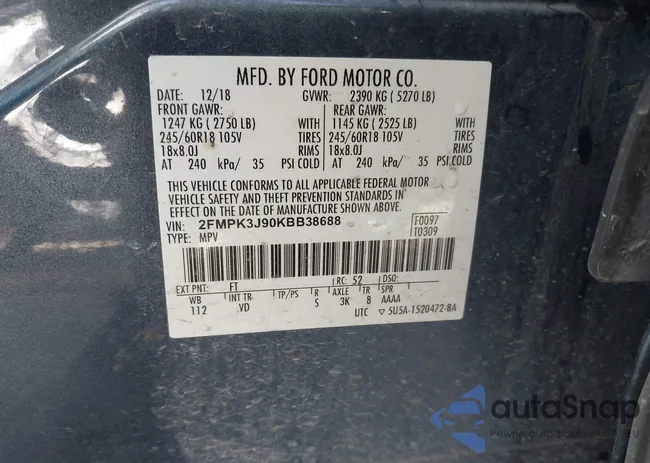 MFD. BY FORD MOTOR CO.
DATE: 12/18 GVWR: 2390 KG ( 5270 LB)
FRONT GAWR: REAR GAWR:
1247 KG ( 2750 LB) WITH 1145 KG ( 2525 LB) WITH
245/60R18 105V TIRES 245/60R18 105V TIRES
18x8.0J RIMS 18x8.0J RIMS
AT 240 kPa/ 35 PSI COLD AT 240 kPa/ 35 PSI COLD
THIS VEHICLE CONFORMS TO ALL APPLICABLE FEDERAL MOTOR
VEHICLE SAFETY AND THEFT PREVENTION STANDARDS IN
EFFECT ON THE DATE OF MANUFACTURE SHOWN ABOVE.
VIN: 2FMPK3J90KBB38688 F0097
TYPE: MPV T0309
EXT PNT: FT RC: 52 DSO:
WB INT TR TP/PS R AXLE TR SPR
112 VD S 3K 8 AAAA
UTC ▽ 5U5A-1520472-BA
autaSnap